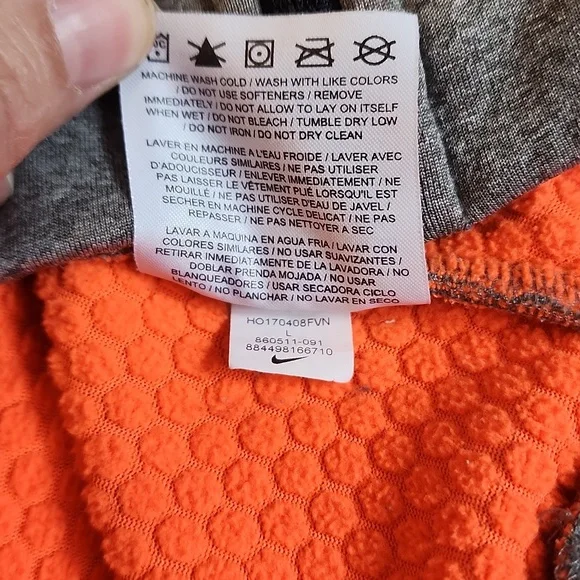 MACHINE WASH COLD / WASH WITH LIKE COLORS
/ DO NOT USE SOFTENERS / REMOVE
IMMEDIATELY / DO NOT ALLOW TO LAY ON ITSELF
WHEN WET / DO NOT BLEACH / TUMBLE DRY LOW
/ DO NOT IRON / DO NOT DRY CLEAN
LAVER EN MACHINE A L'EAU FROIDE / LAVER AVEC
COULEURS SIMILAIRES / NE PAS UTILISER
D'ADOUCISSEUR / ENLEVER IMMEDIATEMENT / NE
PAS LAISSER LE VÊTEMENT PLIÉ LORSQU'IL EST
MOUILLÉ / NE PAS UTILISER D'EAU DE JAVEL /
SECHER EN MACHINE CYCLE DELICAT / NE PAS
REPASSER / NE PAS NETTOYER A SEC
LAVAR A MAQUINA EN AGUA FRIA / LAVAR CON
COLORES SIMILARES / NO USAR SUAVIZANTES /
RETIRAR INMEDIATAMENTE DE LA LAVADORA / NO
DOBLAR PRENDA MOJADA / NO USAR
BLANQUEADORES / USAR SECADORA CICLO
LENTO / NO PLANCHAR / NO LAVAR EN SECO
HO170408FVN
L
860511-091
884498166710